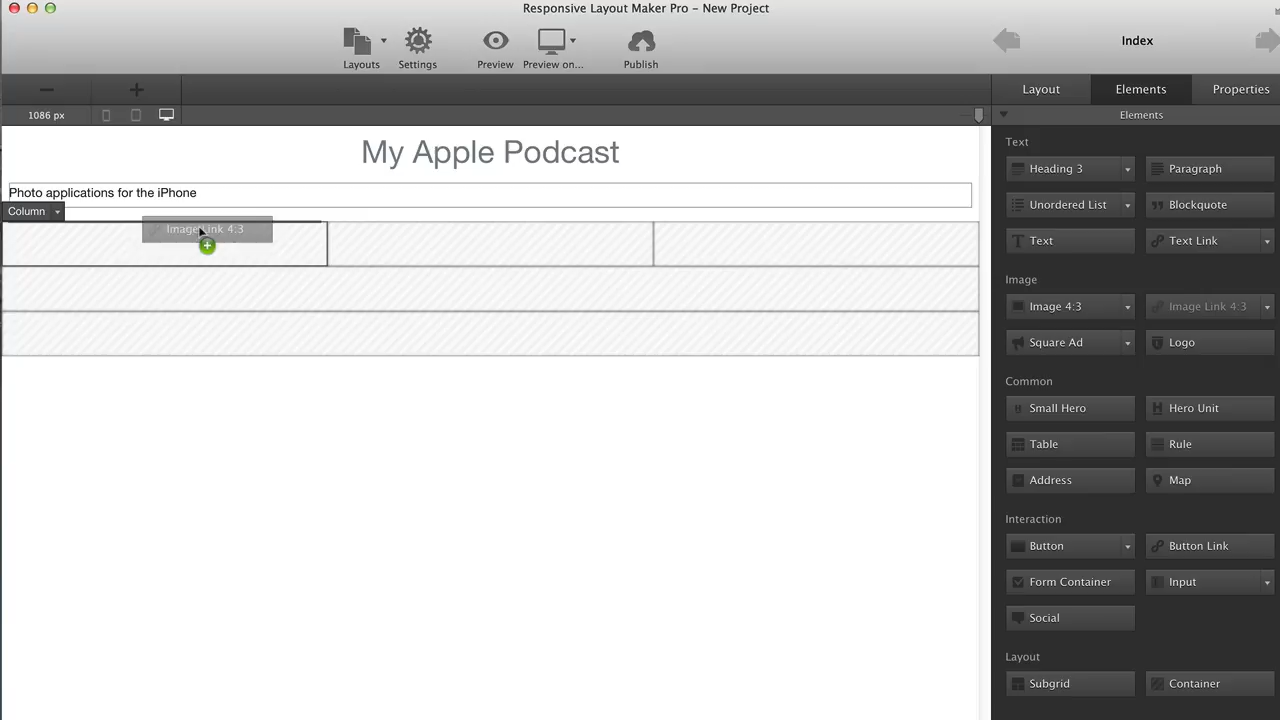 Responsive Layout Maker Pro – New Project
Layouts
Settings
Preview
Preview on...
Publish
Index
Layout
Elements
Properties
1086 px
Elements
My Apple Podcast
Photo applications for the iPhone
Column
Image Link 4:3
Text
Heading 3
Paragraph
Unordered List
Blockquote
Text
Text Link
Image
Image 4:3
Image Link 4:3
Square Ad
Logo
Common
Small Hero
Hero Unit
Table
Rule
Address
Map
Interaction
Button
Button Link
Form Container
Input
Social
Layout
Subgrid
Container